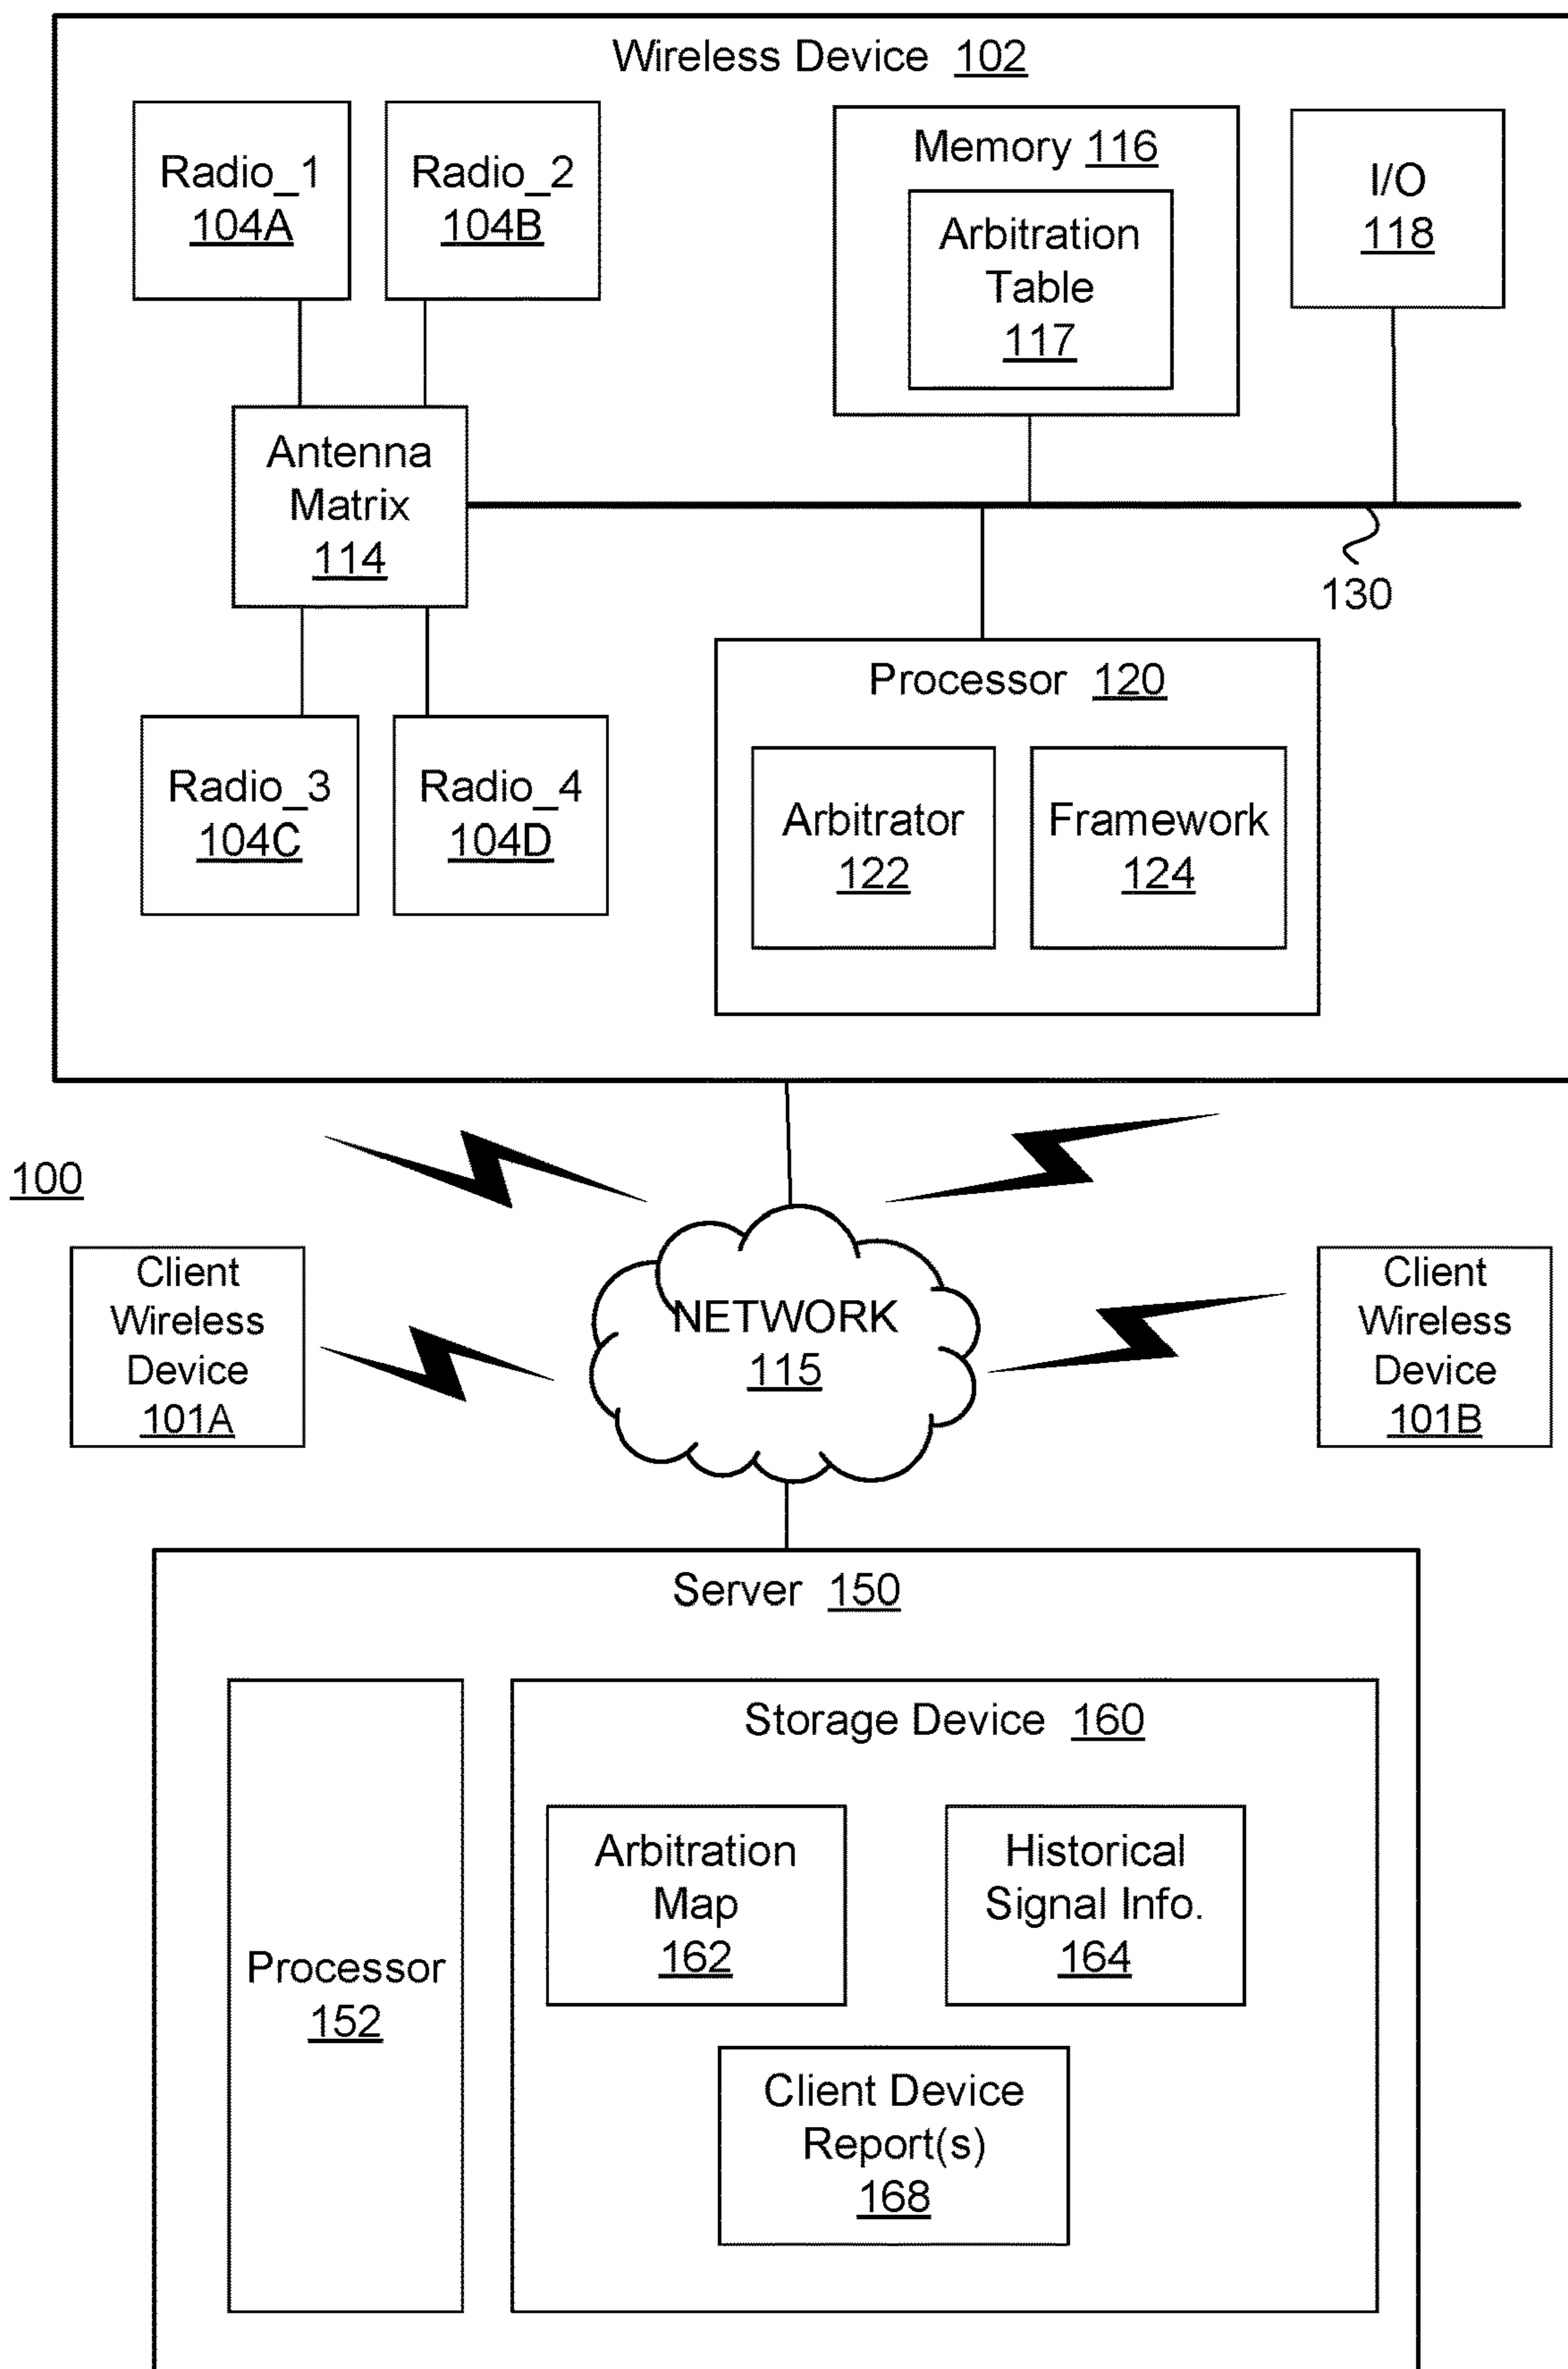 Wireless Device 102
Radio_1
104A
Radio_2
104B
Memory 116
Arbitration
Table
117
I/O
118
Antenna
Matrix
114
130
Processor 120
Radio_3
104C
Radio_4
104D
Arbitrator
122
Framework
124
100
Client
Wireless
Device
101A
NETWORK
115
Client
Wireless
Device
101B
Server 150
Processor
152
Storage Device 160
Arbitration
Map
162
Historical
Signal Info.
164
Client Device
Report(s)
168